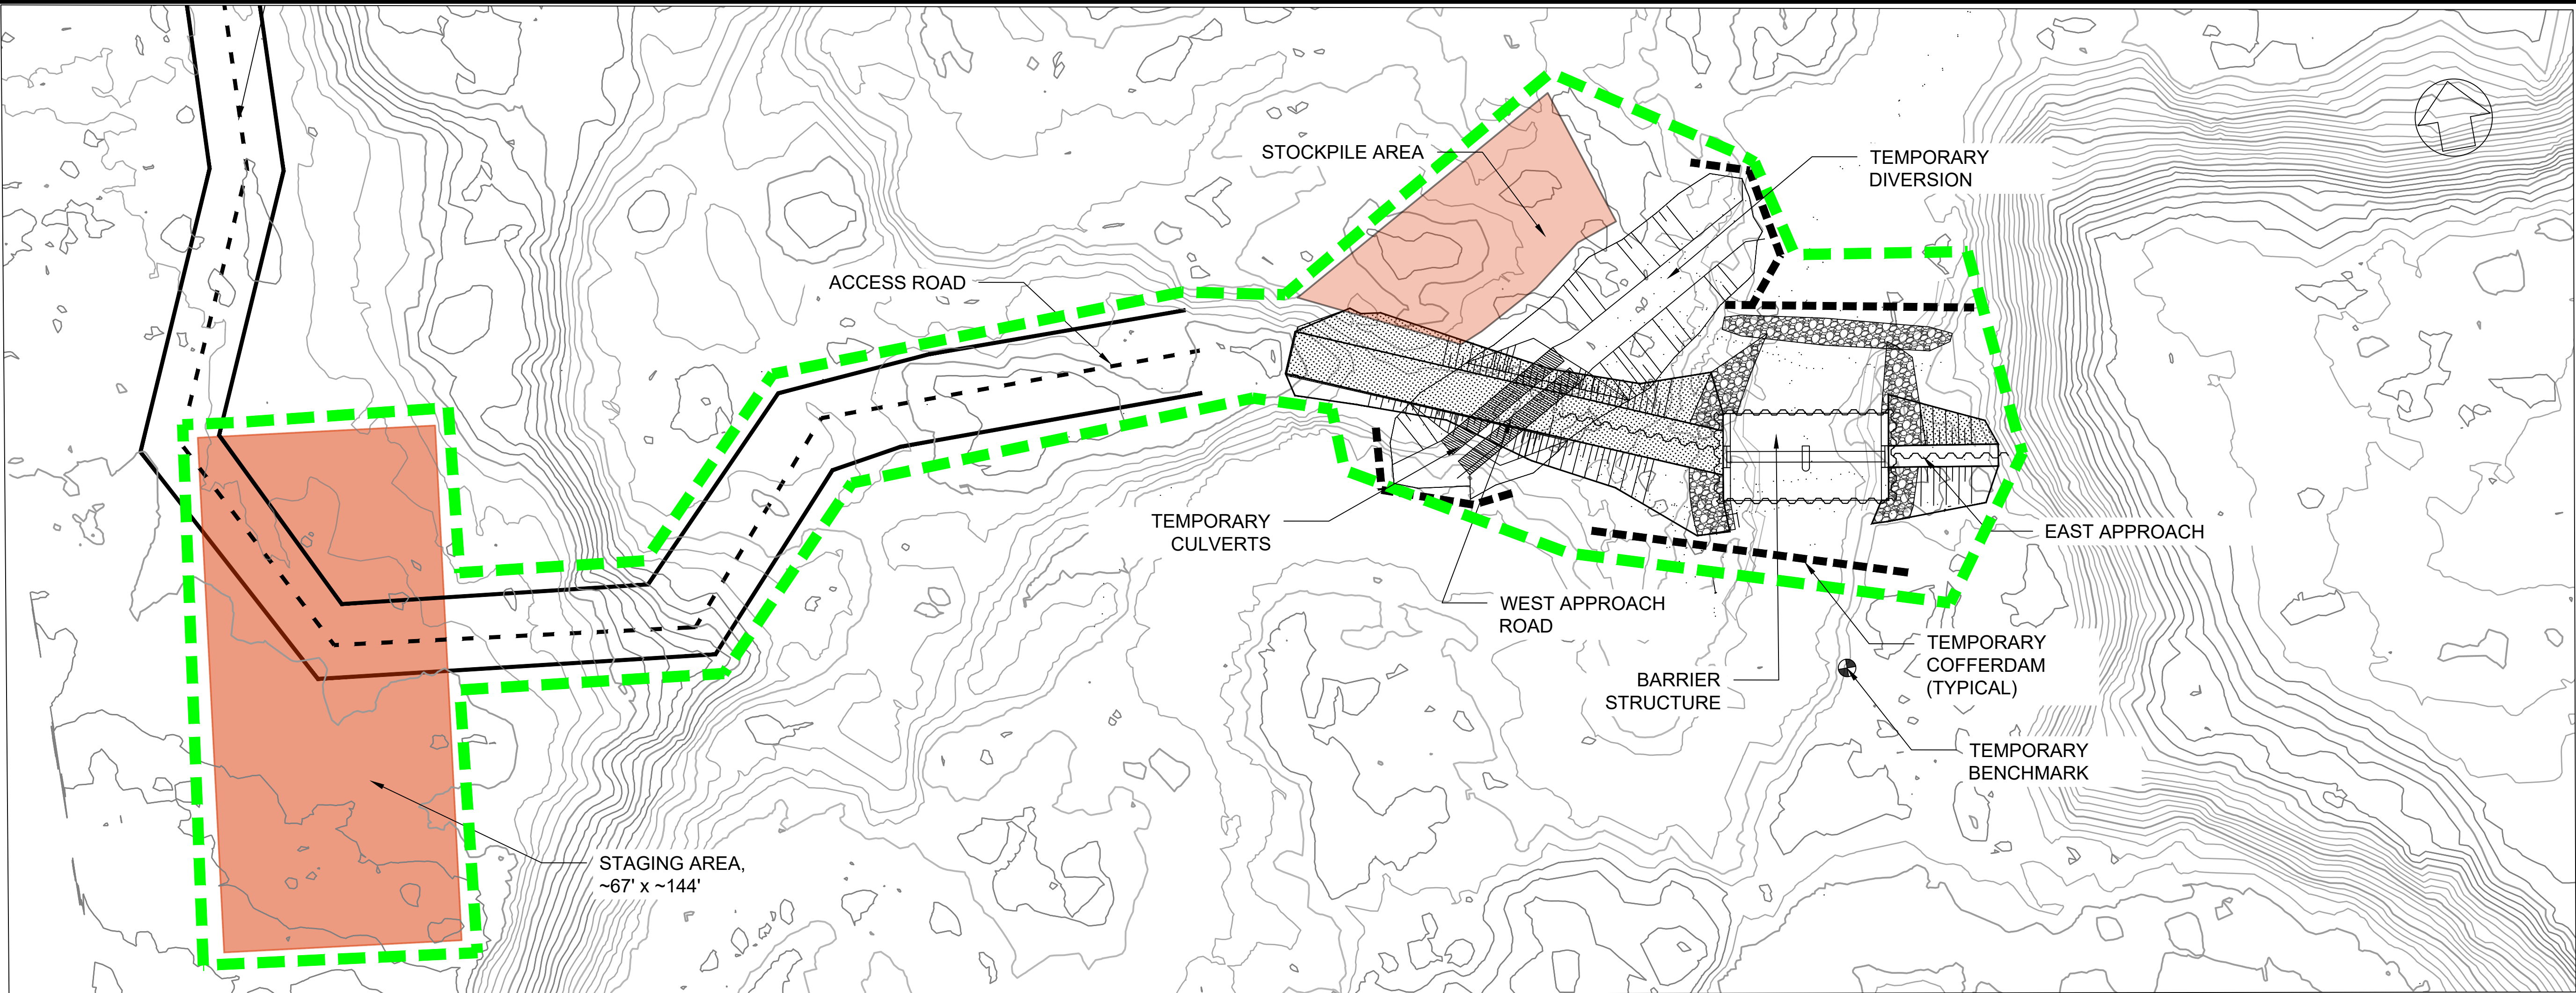 STOCKPILE AREA
TEMPORARY
DIVERSION
ACCESS ROAD
TEMPORARY
CULVERTS
EAST APPROACH
WEST APPROACH
ROAD
TEMPORARY
COFFERDAM
(TYPICAL)
BARRIER
STRUCTURE
TEMPORARY
BENCHMARK
STAGING AREA,
~67' x ~144'